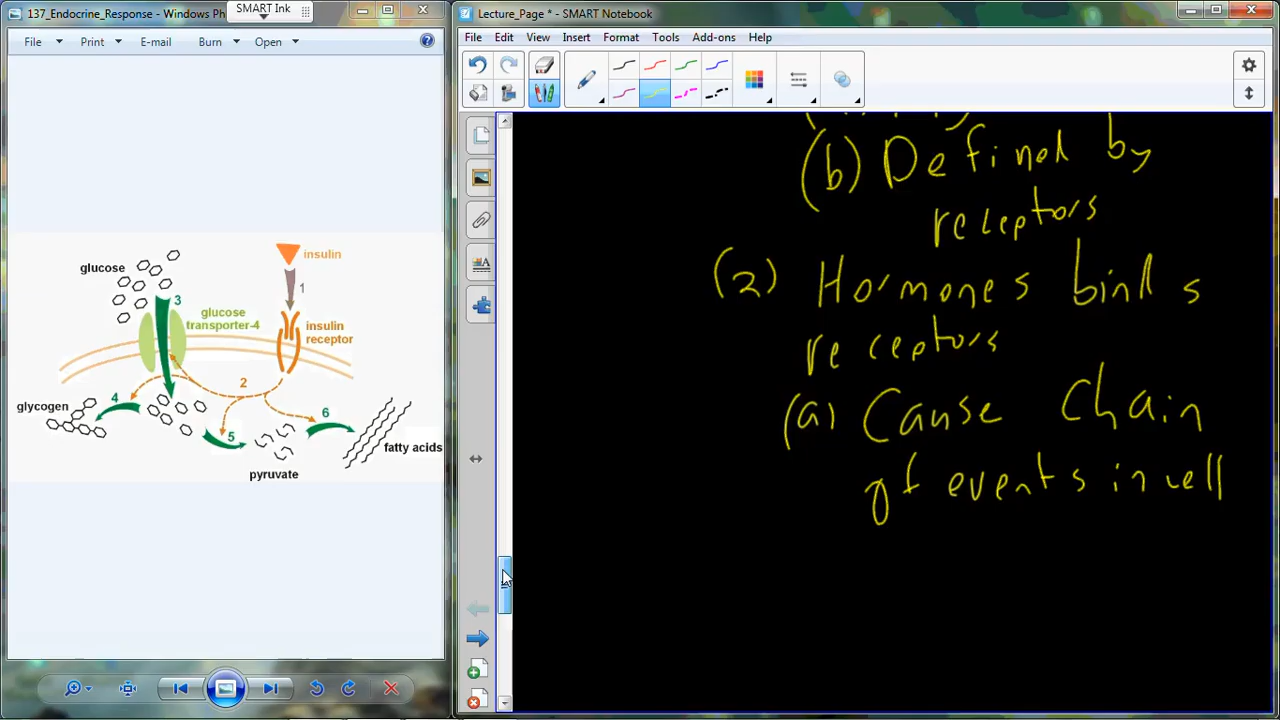 137_Endocrine_Response - Windows Ph
SMART Ink
File Print E-mail Burn Open
glucose
insulin
3
1
glucose
transporter-4
insulin
receptor
2
4
glycogen
6
5
fatty acids
pyruvate
Lecture_Page * - SMART Notebook
File Edit View Insert Format Tools Add-ons Help
(b) Defined by
receptors
(2) Hormones binds
receptors
(a) Cause Chain
of events in cell